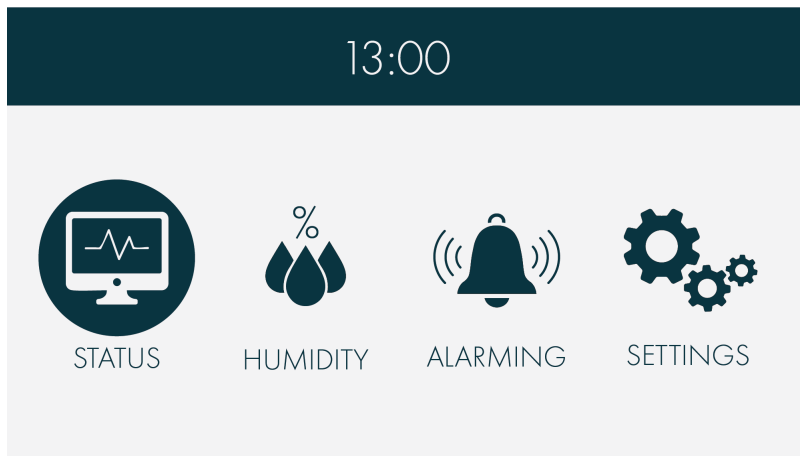 13:00
%
STATUS
HUMIDITY
ALARMING
SETTINGS